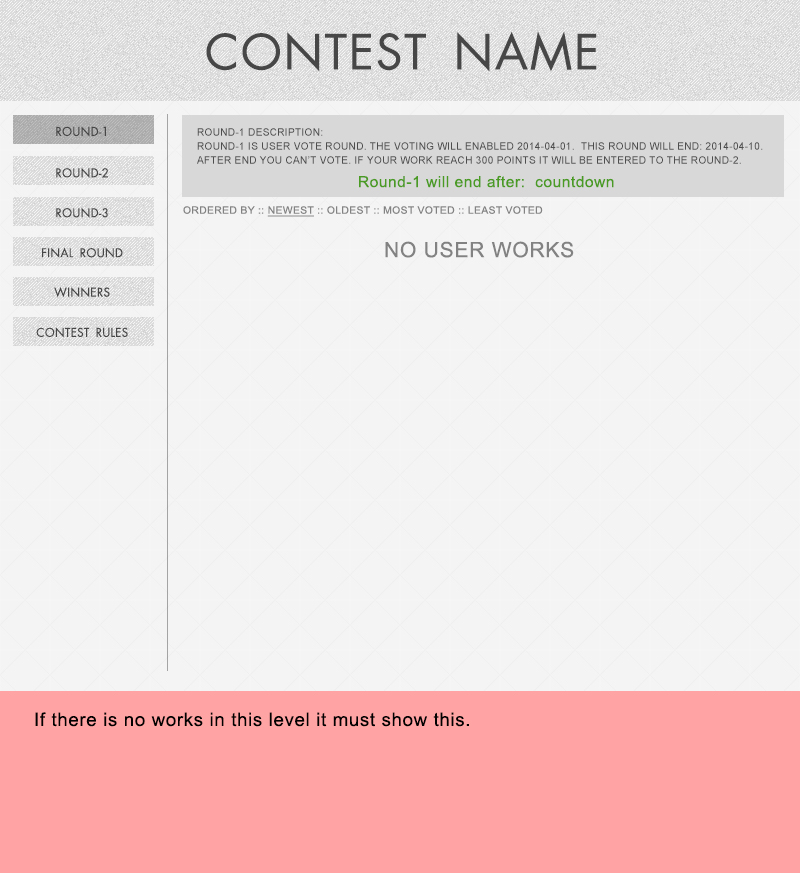 CONTEST NAME
ROUND-1
ROUND-2
ROUND-3
FINAL ROUND
WINNERS
CONTEST RULES
ROUND-1 DESCRIPTION:
ROUND-1 IS USER VOTE ROUND. THE VOTING WILL ENABLED 2014-04-01. THIS ROUND WILL END: 2014-04-10.
AFTER END YOU CAN'T VOTE. IF YOUR WORK REACH 300 POINTS IT WILL BE ENTERED TO THE ROUND-2.
Round-1 will end after: countdown
ORDERED BY :: NEWEST :: OLDEST :: MOST VOTED :: LEAST VOTED
NO USER WORKS
If there is no works in this level it must show this.